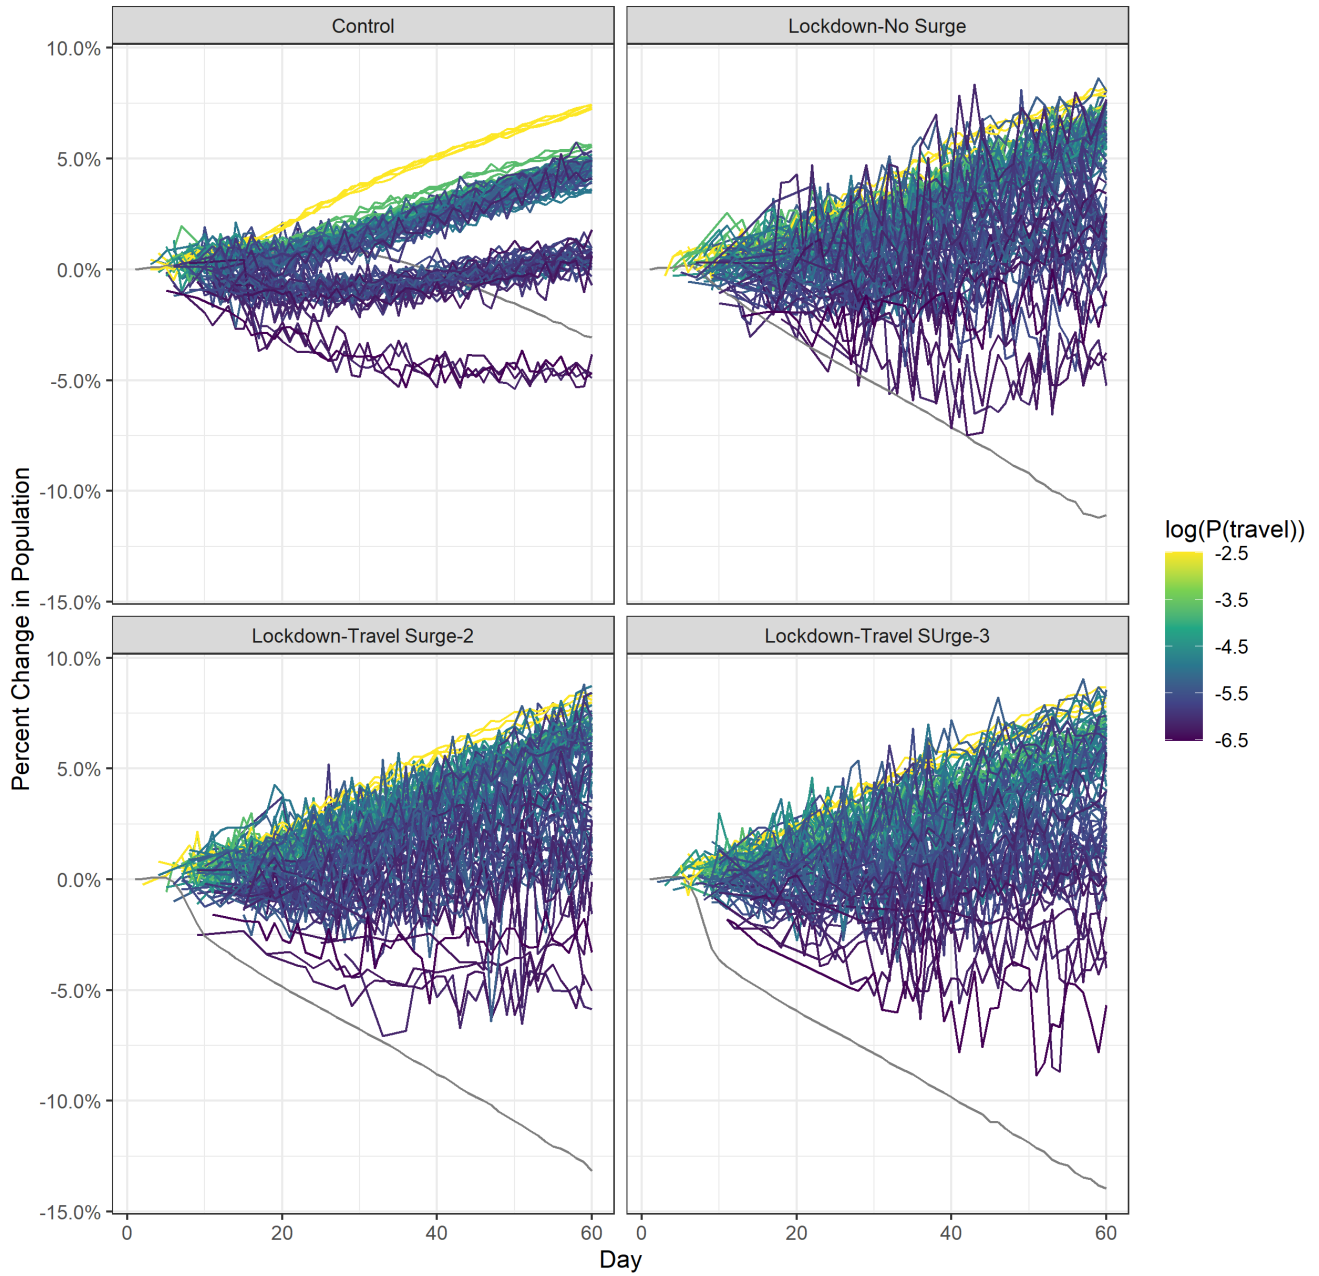 Control
Lockdown-No Surge
10.0%
5.0%
0.0%
-5.0%
-10.0%
-15.0%
Lockdown-Travel Surge-2
Lockdown-Travel SUrge-3
10.0%
5.0%
0.0%
-5.0%
-10.0%
-15.0%
0 20 40 60
0 20 40 60
Day
Percent Change in Population
log(P(travel))
-2.5
-3.5
-4.5
-5.5
-6.5